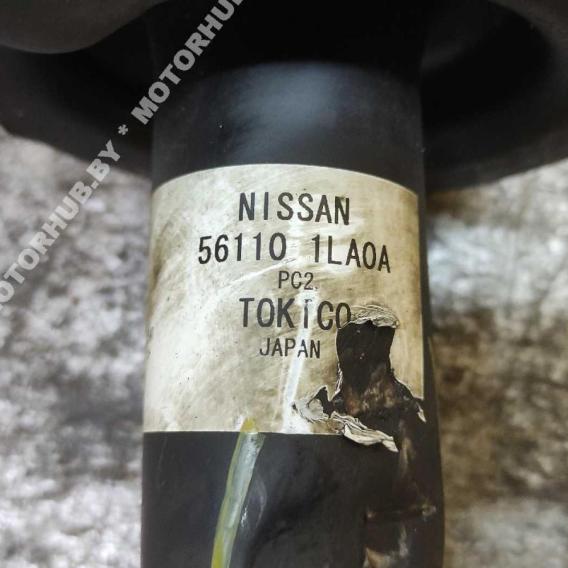 MOTORHUB.BY * MOTORHUB
NISSAN
56110 1LA0A
PC2.
TOKICO
JAPAN